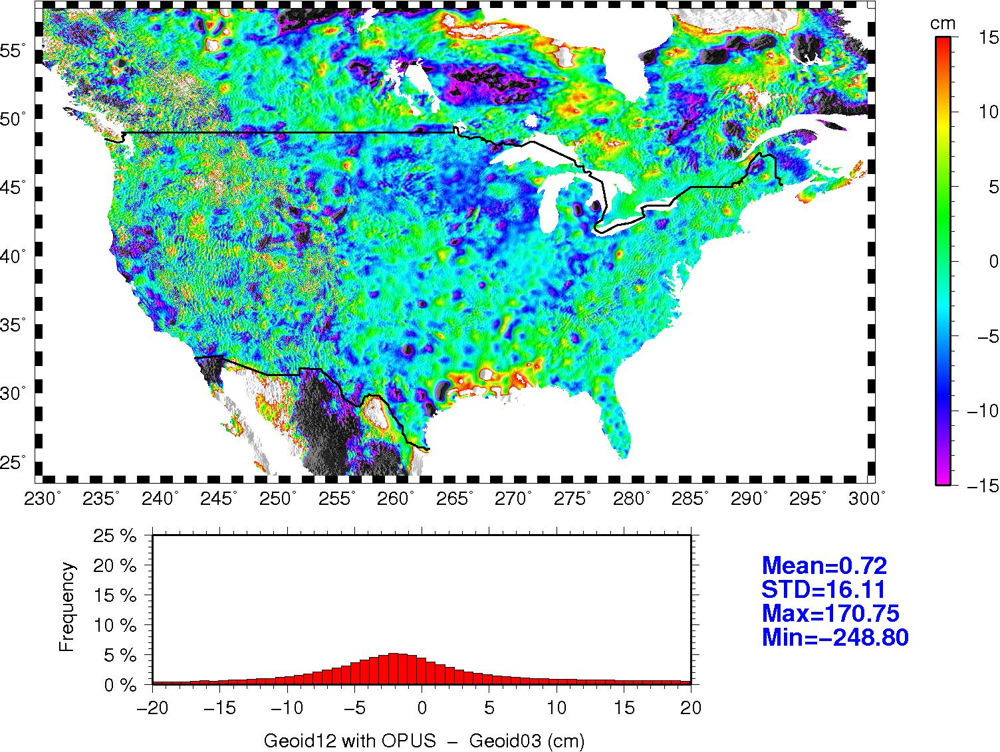 cm
55°
50°
45°
40°
35°
30°
25°
15
10
5
0
−5
−10
−15
230° 235° 240° 245° 250° 255° 260° 265° 270° 275° 280° 285° 290° 295° 300°
25 %
20 %
15 %
10 %
5 %
0 %
Frequency
−20 −15 −10 −5 0 5 10 15 20
Geoid12 with OPUS − Geoid03 (cm)
Mean=0.72
STD=16.11
Max=170.75
Min=−248.80